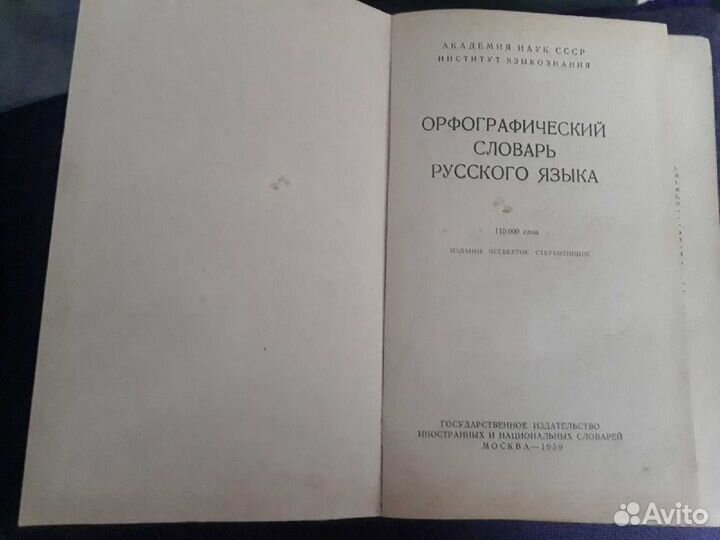 АКАДЕМИЯ НАУК СССР
ИНСТИТУТ ЯЗЫКОЗНАНИЯ
ОРФОГРАФИЧЕСКИЙ
СЛОВАРЬ
РУССКОГО ЯЗЫКА
110 000 слов
ИЗДАНИЕ ЧЕТВЕРТОЕ, СТЕРЕОТИПНОЕ
ГОСУДАРСТВЕННОЕ ИЗДАТЕЛЬСТВО
ИНОСТРАННЫХ И НАЦИОНАЛЬНЫХ СЛОВАРЕЙ
МОСКВА—1959
Avito